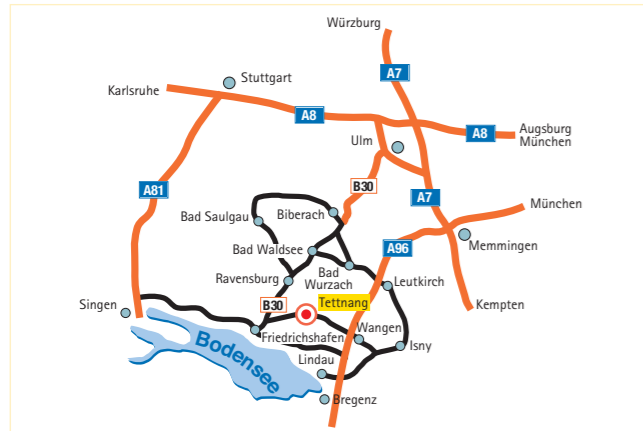 Würzburg
A7
Stuttgart
Karlsruhe
A8
Ulm
A8
Augsburg
München
B30
A81
A7
München
Biberach
Bad Saulgau
Bad Waldsee
A96
Memmingen
Ravensburg
Bad
Wurzach
Leutkirch
B30
Tettnang
Kempten
Singen
Friedrichshafen
Wangen
Isny
Bodensee
Lindau
Bregenz